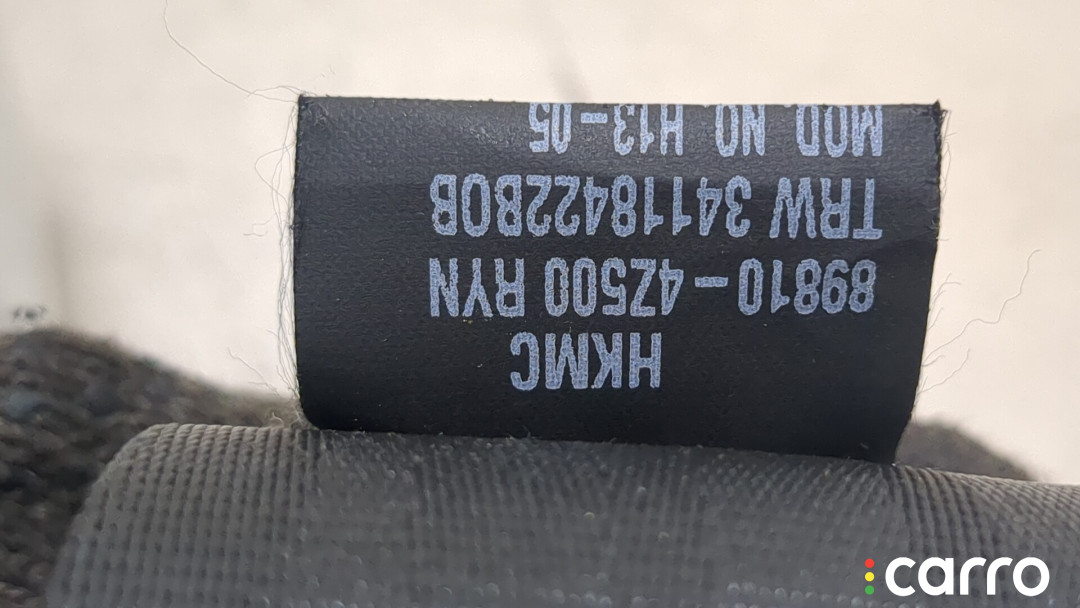 HKMC
89810-4Z500 RYN
TRW 34118422B0B
MOD. NO. H13-05
carro